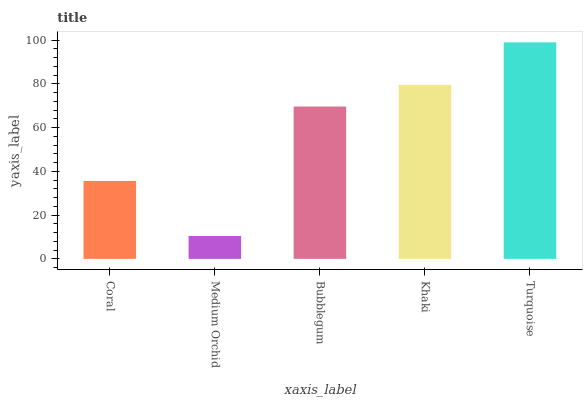 title
yaxis_label
100
80
60
40
20
0
Coral
Medium Orchid
Bubblegum
Khaki
Turquoise
xaxis_label